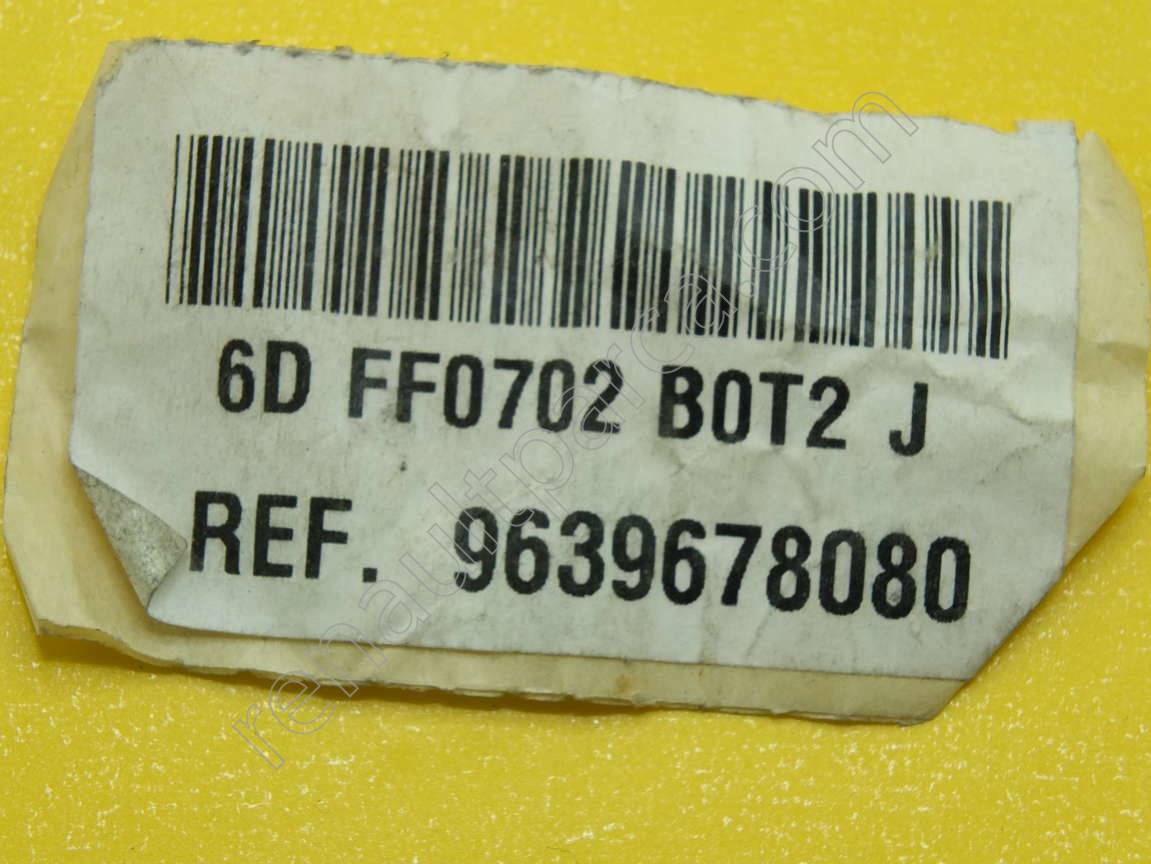 6D FF0702 B0T2 J
REF. 9639678080
renaultparca.com